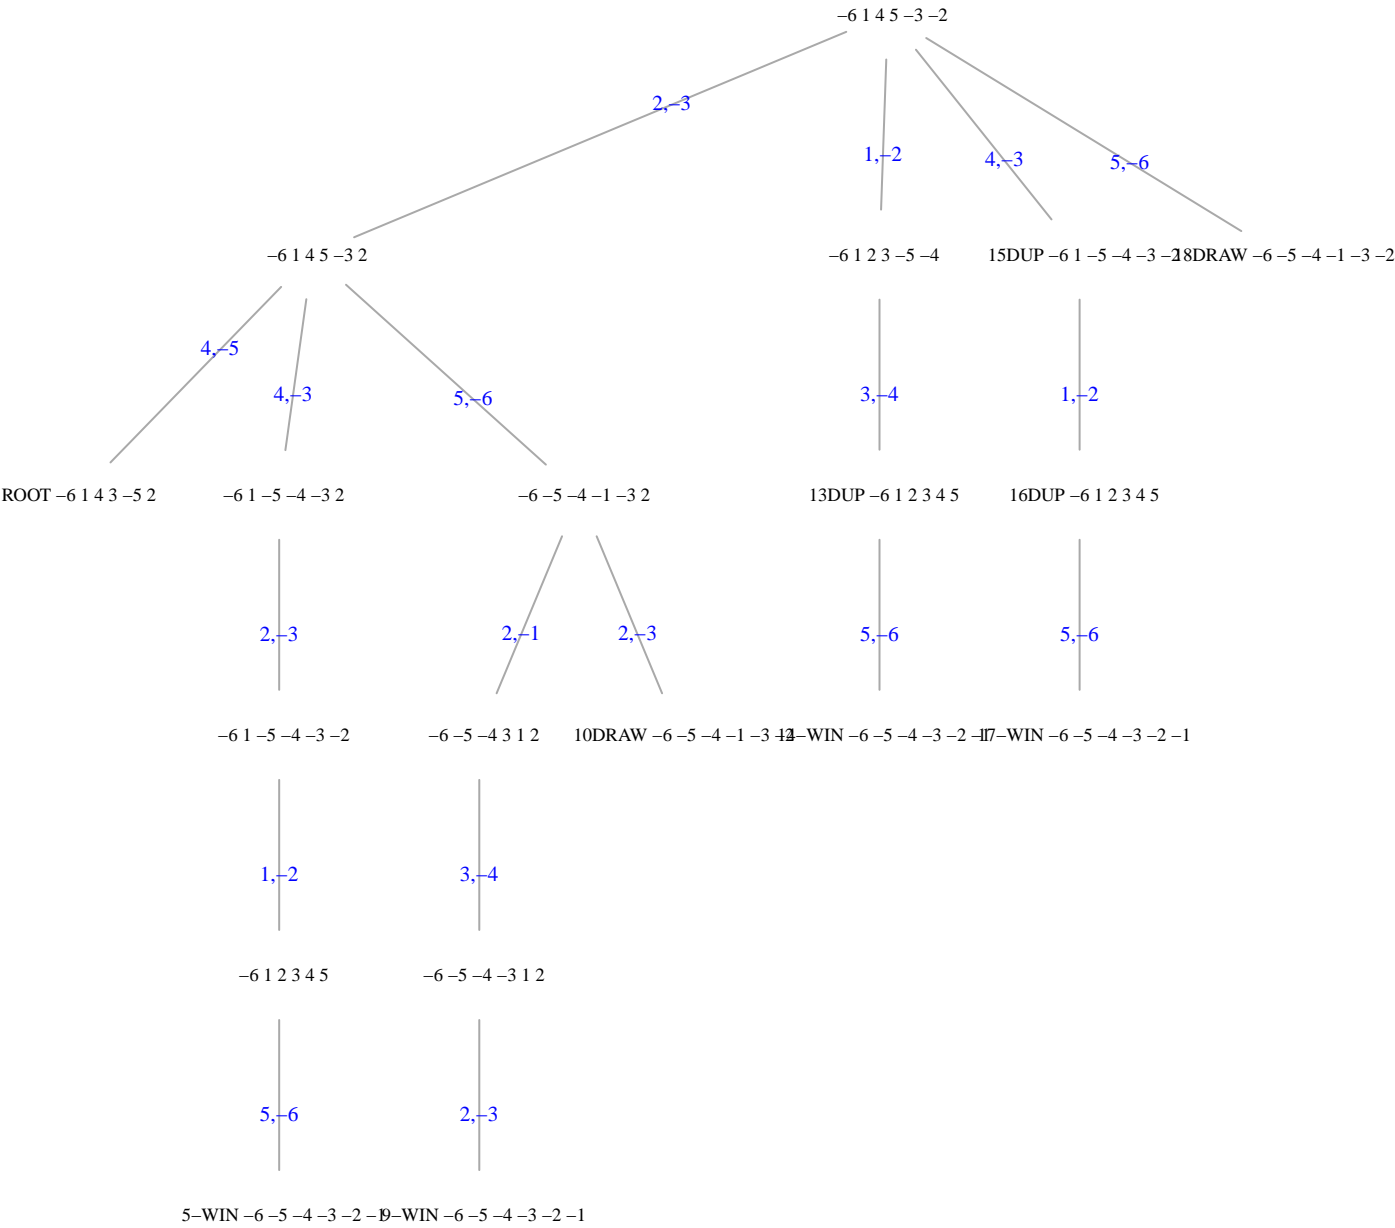 –6 1 4 5 –3 –2
2,–3
1,–2
4,–3
5,–6
–6 1 4 5 –3 2
–6 1 2 3 –5 –4
15DUP –6 1 –5 –4 –3 –2
18DRAW –6 –5 –4 –1 –3 –2
4,–5
4,–3
5,–6
3,–4
1,–2
ROOT –6 1 4 3 –5 2
–6 1 –5 –4 –3 2
–6 –5 –4 –1 –3 2
13DUP –6 1 2 3 4 5
16DUP –6 1 2 3 4 5
2,–3
2,–1
2,–3
5,–6
5,–6
–6 1 –5 –4 –3 –2
–6 –5 –4 3 1 2
10DRAW –6 –5 –4 –1 –3 –2
14–WIN –6 –5 –4 –3 –2 –1
17–WIN –6 –5 –4 –3 –2 –1
1,–2
3,–4
–6 1 2 3 4 5
–6 –5 –4 –3 1 2
5,–6
2,–3
5–WIN –6 –5 –4 –3 –2 –1
9–WIN –6 –5 –4 –3 –2 –1